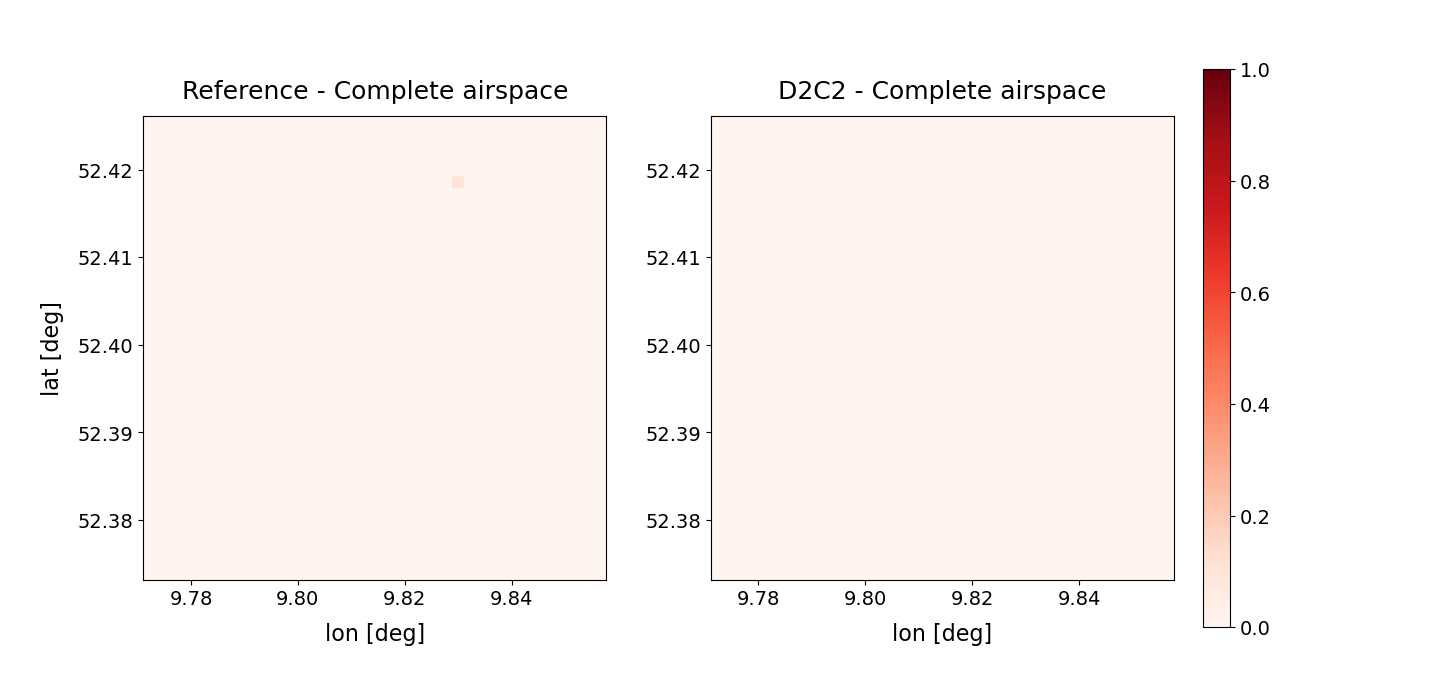 Reference - Complete airspace
D2C2 - Complete airspace
lat [deg]
52.42
52.41
52.40
52.39
52.38
9.78 9.80 9.82 9.84
lon [deg]
52.42
52.41
52.40
52.39
52.38
9.78 9.80 9.82 9.84
lon [deg]
1.0
0.8
0.6
0.4
0.2
0.0